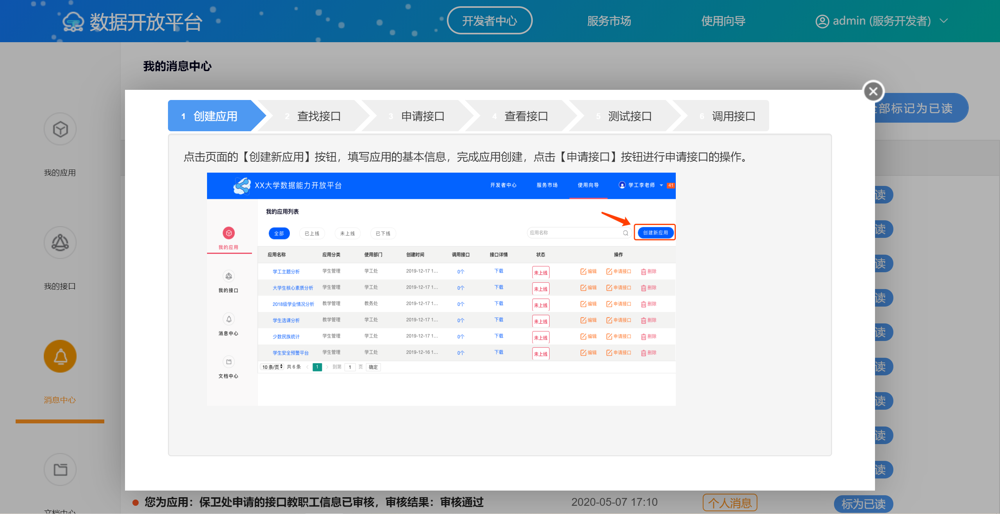 数据开放平台
开发者中心 服务市场 使用向导 admin (服务开发者)
我的消息中心
部标记为已读
我的应用
我的接口
消息中心
1 创建应用 2 查找接口 3 申请接口 4 查看接口 5 测试接口 6 调用接口
点击页面的【创建新应用】按钮，填写应用的基本信息，完成应用创建，点击【申请接口】按钮进行申请接口的操作。
XX大学数据能力开放平台 开发者中心 服务市场 使用向导 学工李老师 41
我的应用
我的接口
消息中心
文档中心
我的应用列表
全部 已上线 未上线 已下线 应用名称 创建新应用
应用名称 应用分类 使用部门 创建时间 调用接口 接口详情 状态 操作
学工主题分析 学生管理 学工处 2019-12-17 1... 0个 下载 未上线 编辑 申请接口 删除
大学生核心素质分析 学生管理 学工处 2019-12-17 1... 0个 下载 未上线 编辑 申请接口 删除
2018级学业情况分析 教学管理 教务处 2019-12-17 1... 0个 下载 未上线 编辑 申请接口 删除
学生选课分析 教学管理 学工处 2019-12-17 1... 0个 下载 未上线 编辑 申请接口 删除
少数民族统计 学生管理 学工处 2019-12-17 1... 0个 下载 未上线 编辑 申请接口 删除
学生安全预警平台 学生管理 学工处 2019-12-16 1... 0个 下载 未上线 编辑 申请接口 删除
10 条/页 共 6 条 1 到第 1 页 确定
读
读
读
读
读
读
读
读
读
您为应用：保卫处申请的接口教职工信息已审核，审核结果：审核通过 2020-05-07 17:10 个人消息 标为已读